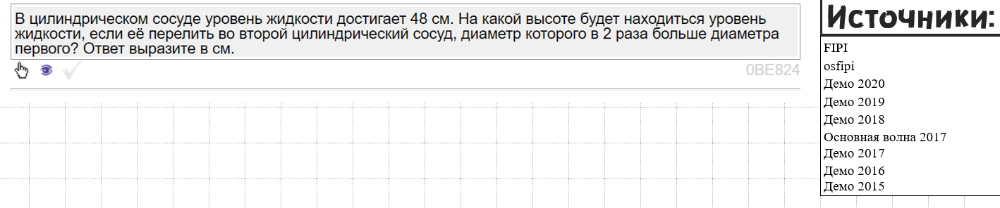 В цилиндрическом сосуде уровень жидкости достигает 48 см. На какой высоте будет находиться уровень
жидкости, если её перелить во второй цилиндрический сосуд, диаметр которого в 2 раза больше диаметра
первого? Ответ выразите в см.
0BE824
Источники:
FIPI
osfipi
Демо 2020
Демо 2019
Демо 2018
Основная волна 2017
Демо 2017
Демо 2016
Демо 2015